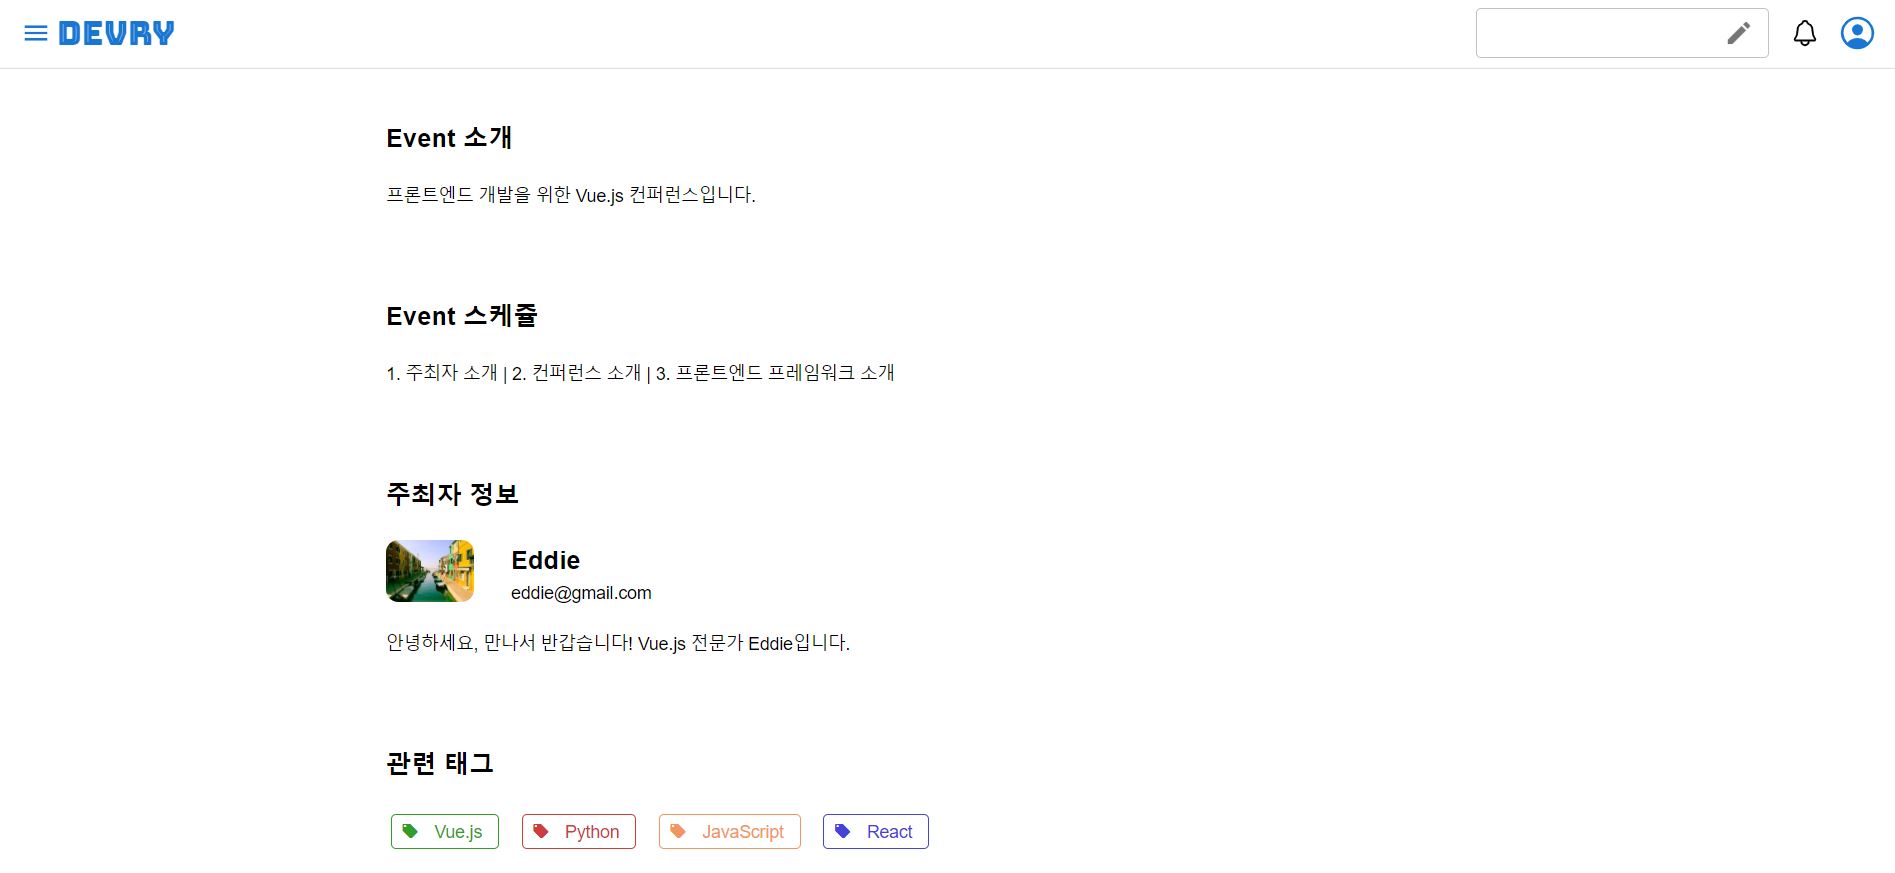 DEVRY
Event 소개
프론트엔드 개발을 위한 Vue.js 컨퍼런스입니다.
Event 스케쥴
1. 주최자 소개 | 2. 컨퍼런스 소개 | 3. 프론트엔드 프레임워크 소개
주최자 정보
Eddie
eddie@gmail.com
안녕하세요, 만나서 반갑습니다! Vue.js 전문가 Eddie입니다.
관련 태그
Vue.js Python JavaScript React